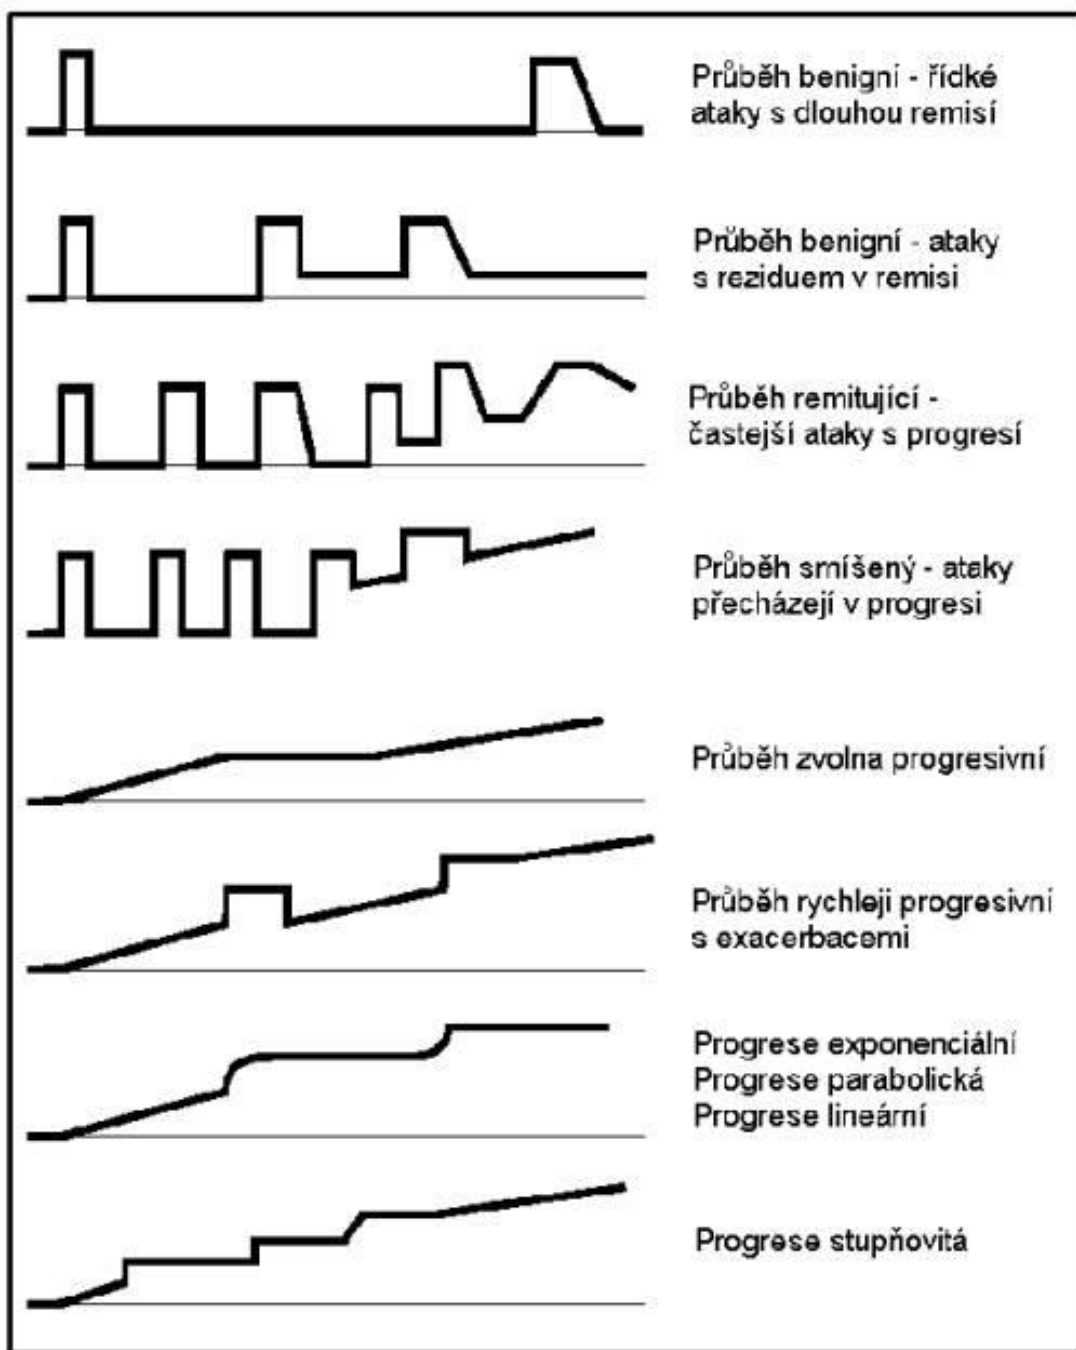 Průběh benigní - řídké
ataky s dlouhou remisí
Průběh benigní - ataky
s reziduem v remisi
Průběh remitující -
častejší ataky s progresí
Průběh smíšený - ataky
přecházejí v progresi
Průběh zvolna progresivní
Průběh rychleji progresivní
s exacerbacemi
Progrese exponenciální
Progrese parabolická
Progrese lineární
Progrese stupňovitá